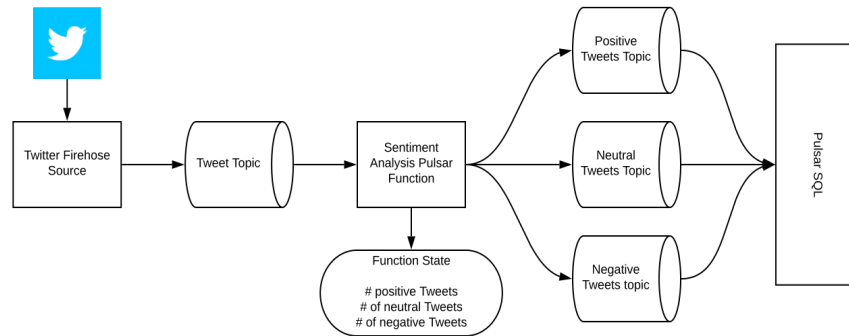 Twitter Firehose
Source
Tweet Topic
Sentiment
Analysis Pulsar
Function
Function State
# positive Tweets
# of neutral Tweets
# of negative Tweets
Positive
Tweets Topic
Neutral
Tweets Topic
Negative
Tweets topic
Pulsar SQL